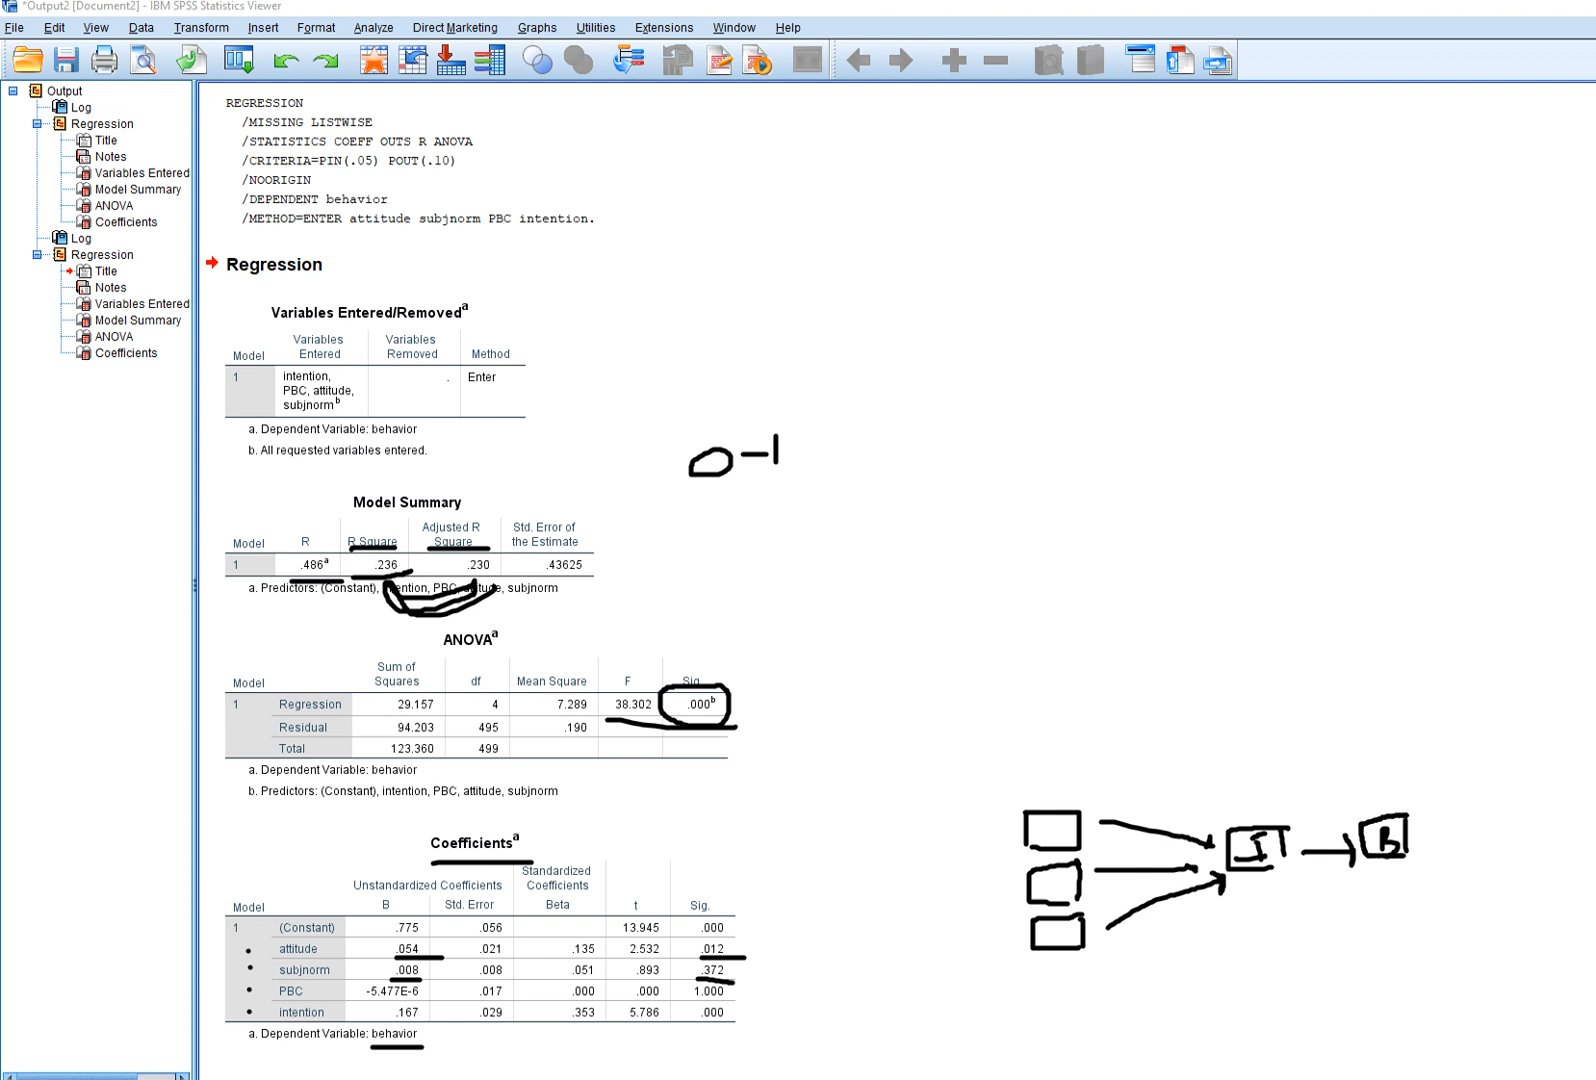 *Output2 [Document2] - IBM SPSS Statistics Viewer
File Edit View Data Transform Insert Format Analyze Direct Marketing Graphs Utilities Extensions Window Help
Output
Log
Regression
Title
Notes
Variables Entered
Model Summary
ANOVA
Coefficients
Log
Regression
Title
Notes
Variables Entered
Model Summary
ANOVA
Coefficients
REGRESSION
/MISSING LISTWISE
/STATISTICS COEFF OUTS R ANOVA
/CRITERIA=PIN(.05) POUT(.10)
/NOORIGIN
/DEPENDENT behavior
/METHOD=ENTER attitude subjnorm PBC intention.
Regression
Variables Entered/Removedᵃ
Model Variables Entered Variables Removed Method
1 intention, PBC, attitude, subjnormᵇ . Enter
a. Dependent Variable: behavior
b. All requested variables entered.
0-1
Model Summary
Model R R Square Adjusted R Square Std. Error of the Estimate
1 .486ᵃ .236 .230 .43625
a. Predictors: (Constant), intention, PBC, attitude, subjnorm
ANOVAᵃ
Model Sum of Squares df Mean Square F Sig.
1 Regression 29.157 4 7.289 38.302 .000ᵇ
Residual 94.203 495 .190
Total 123.360 499
a. Dependent Variable: behavior
b. Predictors: (Constant), intention, PBC, attitude, subjnorm
I B
Coefficientsᵃ
Model Unstandardized Coefficients Standardized Coefficients
B Std. Error Beta t Sig.
1 (Constant) .775 .056 13.945 .000
attitude .054 .021 .135 2.532 .012
subjnorm .008 .008 .051 .893 .372
PBC -5.477E-6 .017 .000 .000 1.000
intention .167 .029 .353 5.786 .000
a. Dependent Variable: behavior